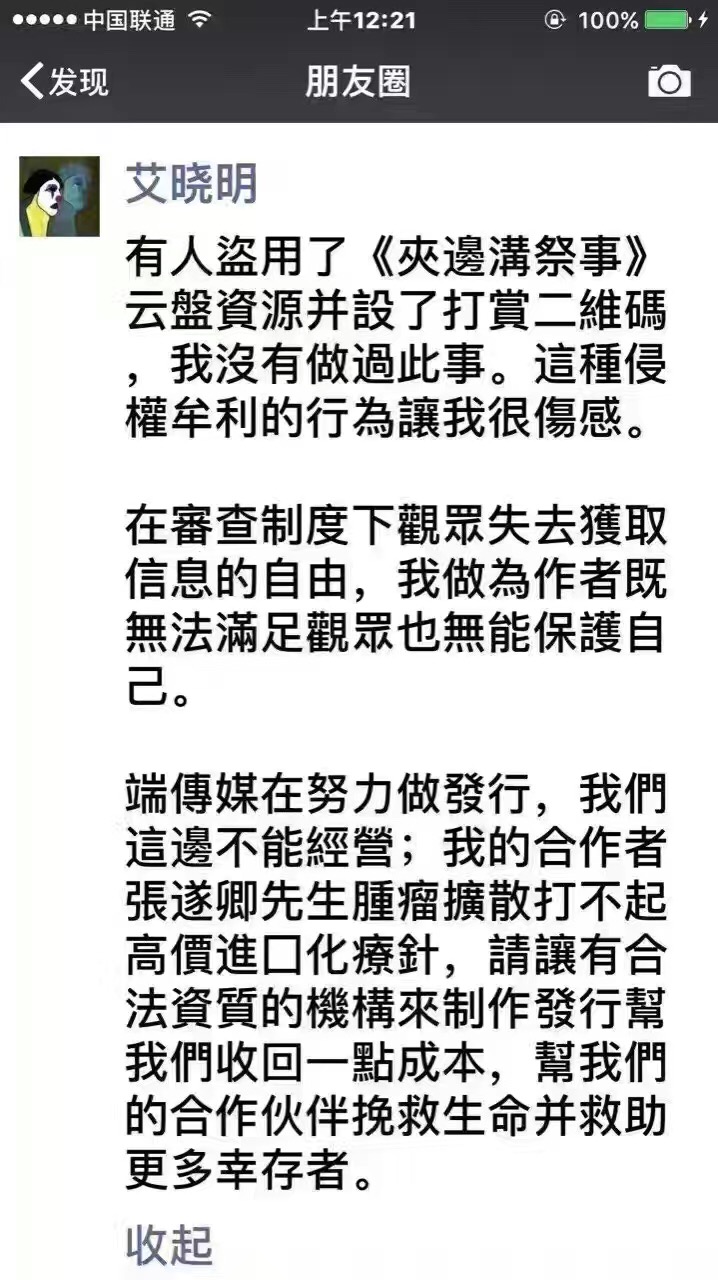 中国联通 上午12:21 100%
发现 朋友圈
艾晓明
有人盜用了《夾邊溝祭事》
云盤資源并設了打賞二維碼
，我沒有做過此事。這種侵
權牟利的行為讓我很傷感。
在審查制度下觀眾失去獲取
信息的自由，我做為作者既
無法滿足觀眾也無能保護自
己。
端傳媒在努力做發行，我們
這邊不能經營；我的合作者
張遂卿先生腫瘤擴散打不起
高價進口化療針，請讓有合
法資质的機構來制作發行幫
我們收回一點成本，幫我們
的合作伙伴挽救生命并救助
更多幸存者。
收起